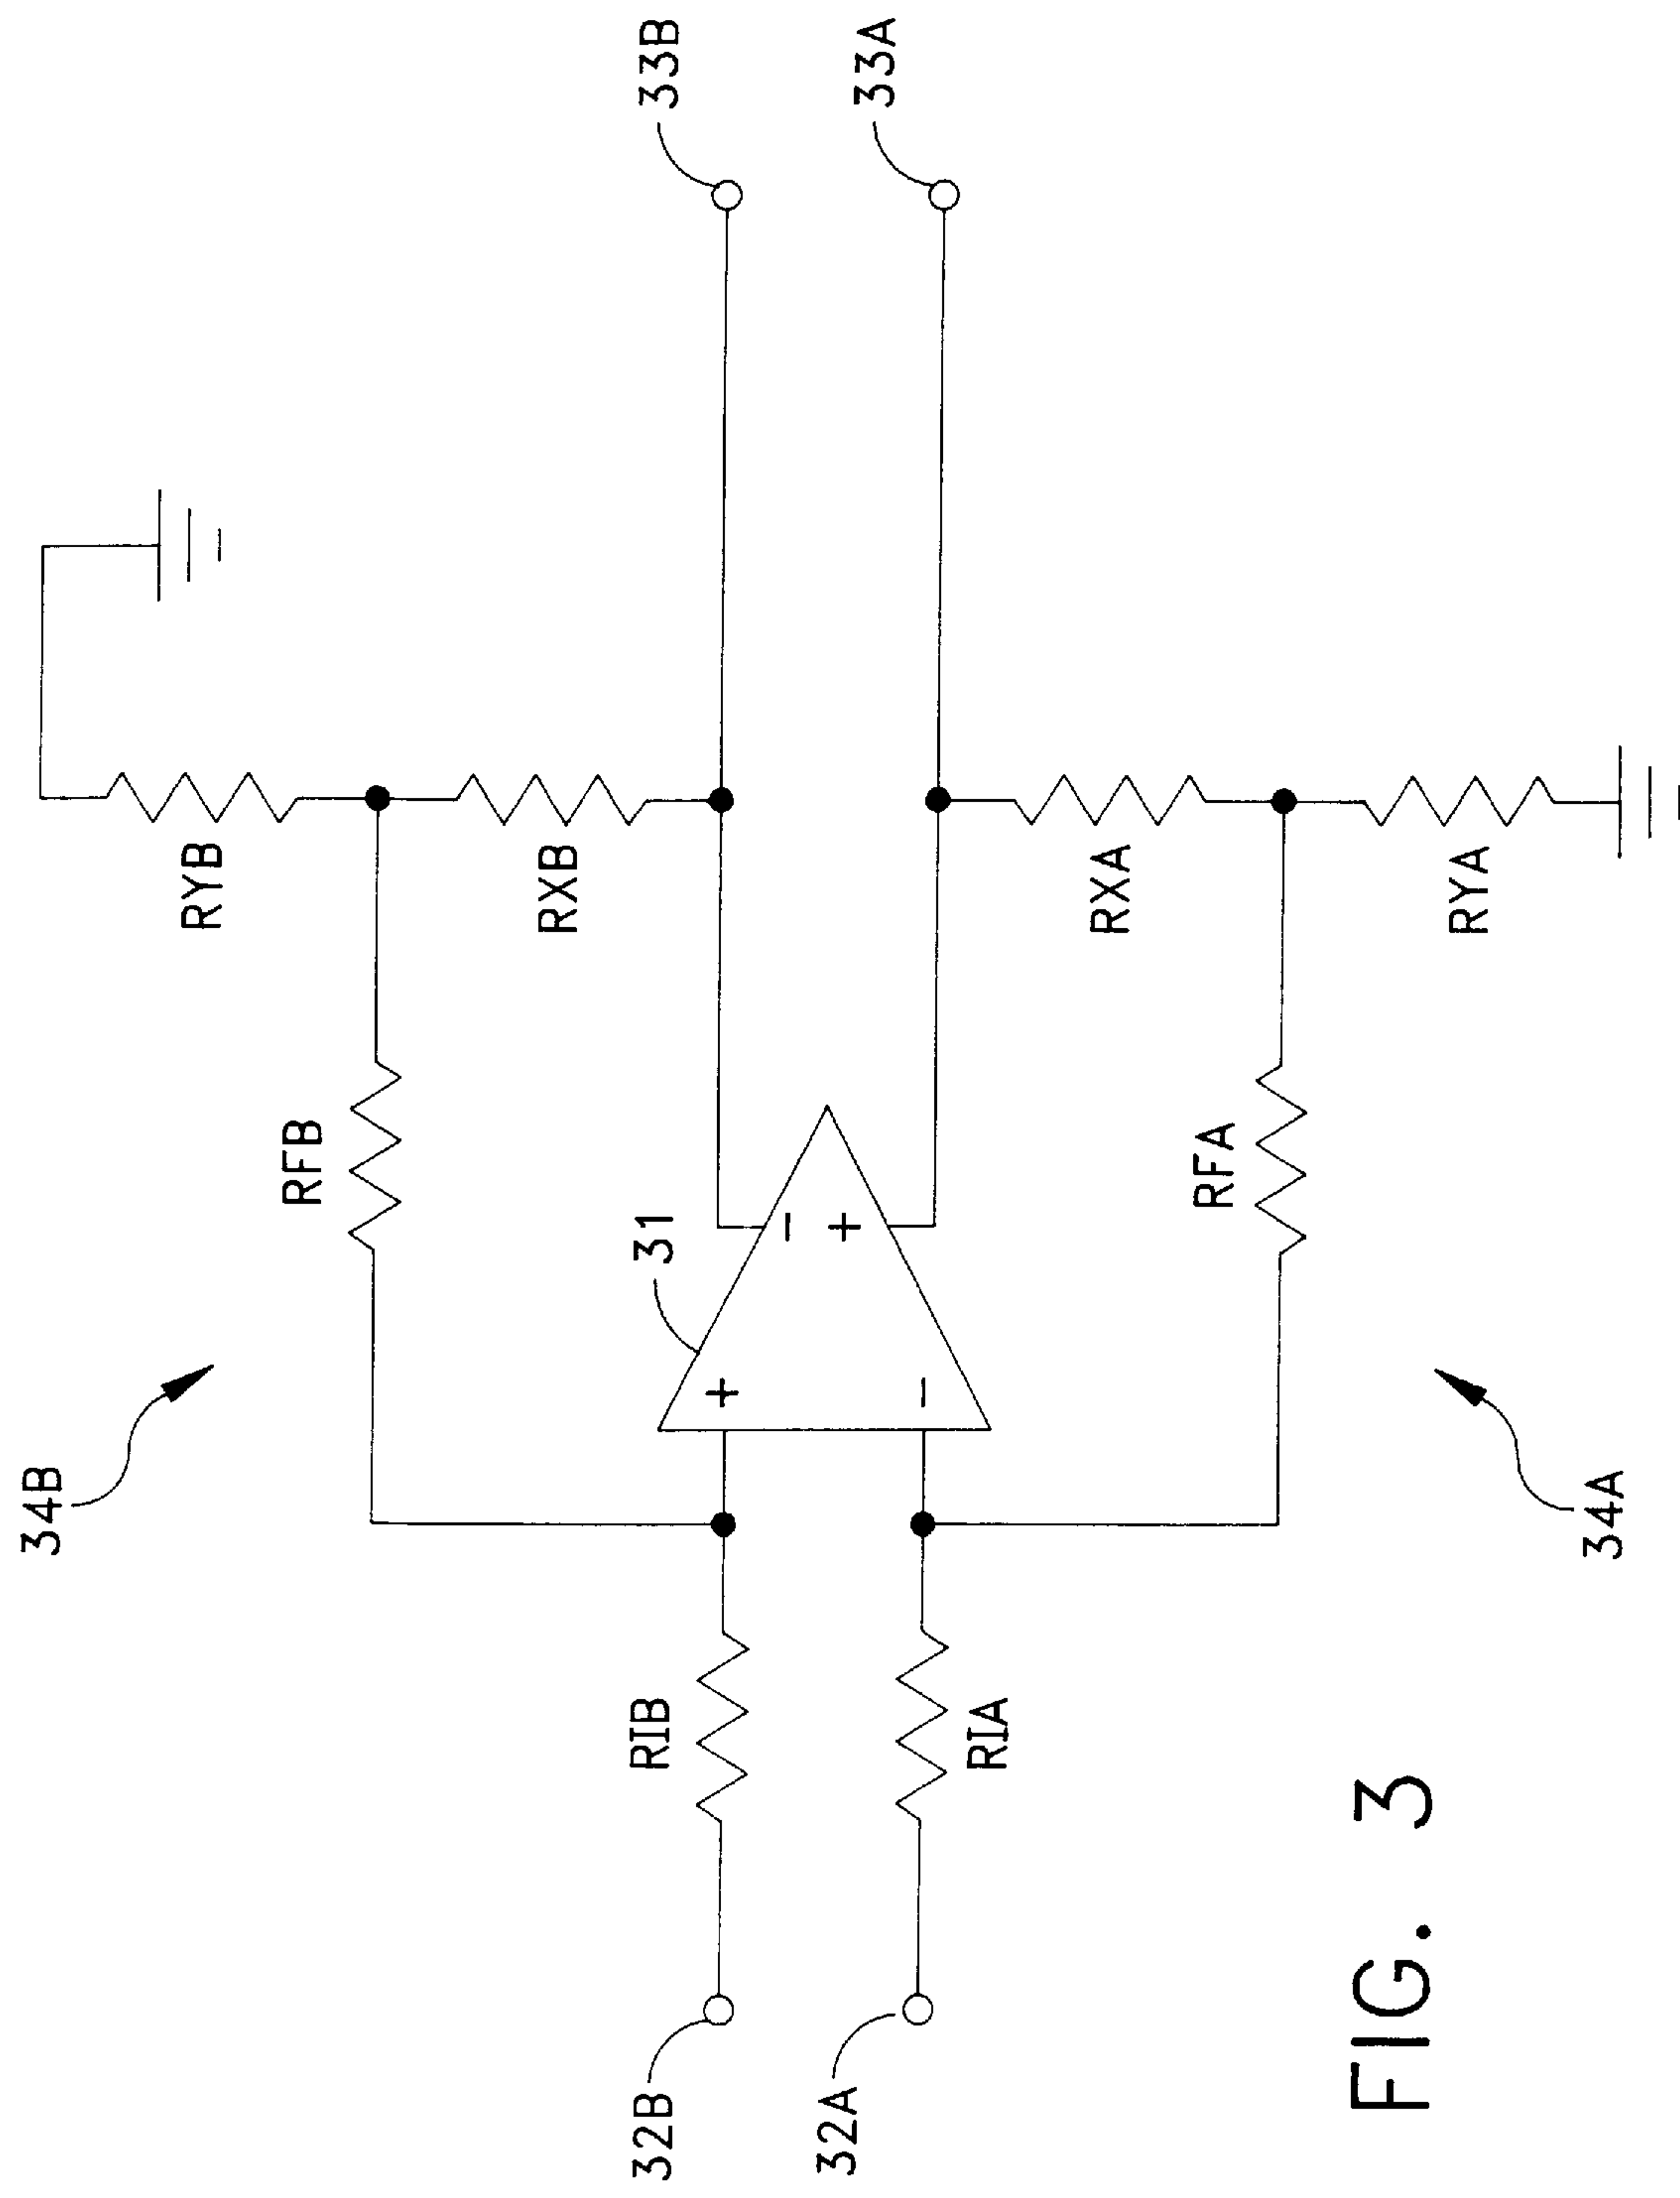 34B
RYB
RFB
RXB
33B
31
+
-
-
+
32B
RIB
32A
RIA
33A
RXA
RFA
RYA
34A
FIG. 3